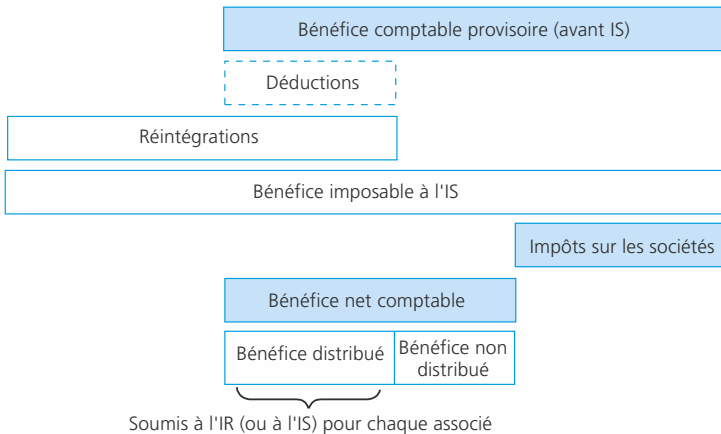 Bénéfice comptable provisoire (avant IS)
Déductions
Réintégrations
Bénéfice imposable à l'IS
Impôts sur les sociétés
Bénéfice net comptable
Bénéfice distribué
Bénéfice non
distribué
Soumis à l'IR (ou à l'IS) pour chaque associé